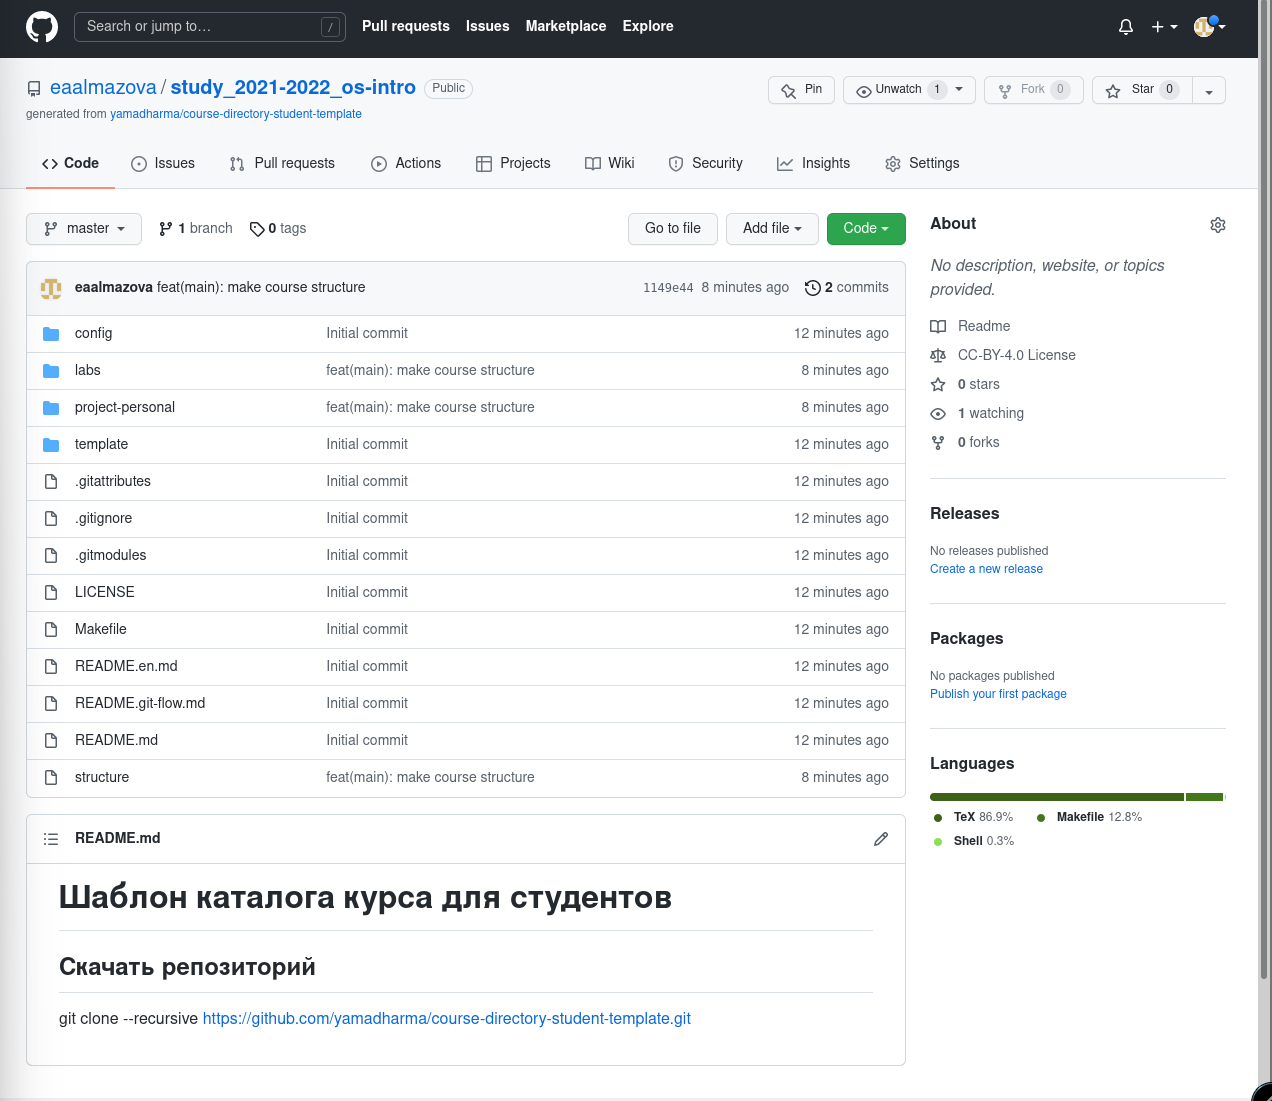 Search or jump to… /
Pull requests Issues Marketplace Explore
eaalmazova / study_2021-2022_os-intro Public
Pin Unwatch 1 Fork 0 Star 0
generated from yamadharma/course-directory-student-template
Code Issues Pull requests Actions Projects Wiki Security Insights Settings
master 1 branch 0 tags Go to file Add file Code
eaalmazova feat(main): make course structure 1149e44 8 minutes ago 2 commits
config Initial commit 12 minutes ago
labs feat(main): make course structure 8 minutes ago
project-personal feat(main): make course structure 8 minutes ago
template Initial commit 12 minutes ago
.gitattributes Initial commit 12 minutes ago
.gitignore Initial commit 12 minutes ago
.gitmodules Initial commit 12 minutes ago
LICENSE Initial commit 12 minutes ago
Makefile Initial commit 12 minutes ago
README.en.md Initial commit 12 minutes ago
README.git-flow.md Initial commit 12 minutes ago
README.md Initial commit 12 minutes ago
structure feat(main): make course structure 8 minutes ago
README.md
Шаблон каталога курса для студентов
Скачать репозиторий
git clone --recursive https://github.com/yamadharma/course-directory-student-template.git
About
No description, website, or topics
provided.
Readme
CC-BY-4.0 License
0 stars
1 watching
0 forks
Releases
No releases published
Create a new release
Packages
No packages published
Publish your first package
Languages
TeX 86.9% Makefile 12.8%
Shell 0.3%